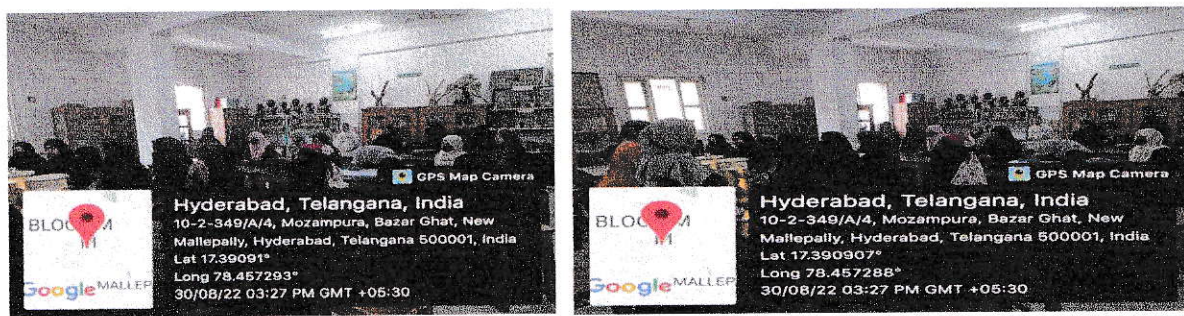 GPS Map Camera
Hyderabad, Telangana, India
10-2-349/A/4, Mozampura, Bazar Ghat, New
Mallepally, Hyderabad, Telangana 500001, India
Lat 17.39091°
Long 78.457293°
30/08/22 03:27 PM GMT +05:30
Google
MALLEP
GPS Map Camera
Hyderabad, Telangana, India
10-2-349/A/4, Mozampura, Bazar Ghat, New
Mallepally, Hyderabad, Telangana 500001, India
Lat 17.390907°
Long 78.457288°
30/08/22 03:27 PM GMT +05:30
Google
MALLEP